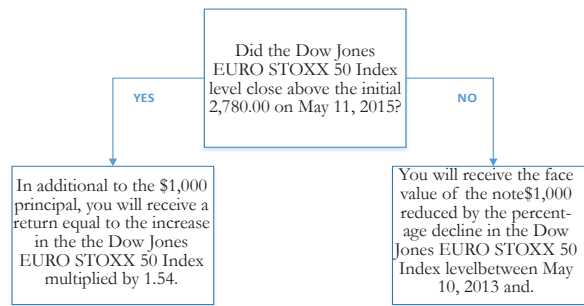 Did the Dow Jones
EURO STOXX 50 Index
level close above the initial
2,780.00 on May 11, 2015?
YES
NO
In additional to the $1,000
principal, you will receive a
return equal to the increase
in the the Dow Jones
EURO STOXX 50 Index
multiplied by 1.54.
You will receive the face
value of the note$1,000
reduced by the percent-
age decline in the Dow
Jones EURO STOXX 50
Index levelbetween May
10, 2013 and.